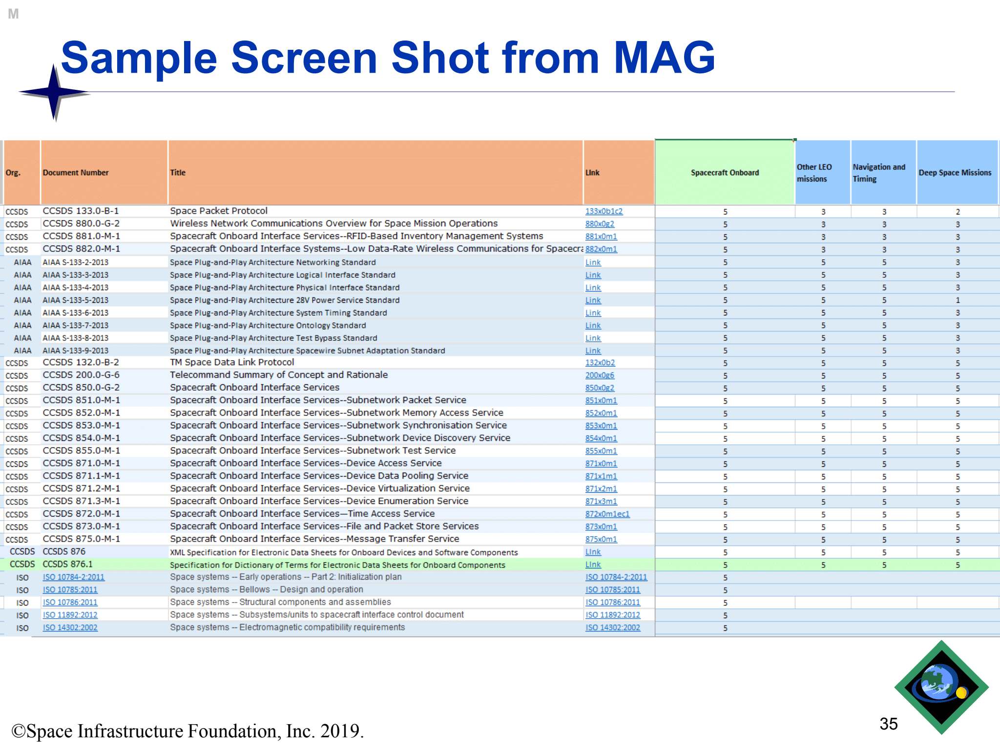 M
Sample Screen Shot from MAG
Org. Document Number Title LInk Spacecraft Onboard Other LEO missions Navigation and Timing Deep Space Missions
CCSDS CCSDS 133.0-B-1 Space Packet Protocol 133x0b1c2 5 3 3 2
CCSDS CCSDS 880.0-G-2 Wireless Network Communications Overview for Space Mission Operations 880x0g2 5 3 3 3
CCSDS CCSDS 881.0-M-1 Spacecraft Onboard Interface Services--RFID-Based Inventory Management Systems 881x0m1 5 3 3 3
CCSDS CCSDS 882.0-M-1 Spacecraft Onboard Interface Systems--Low Data-Rate Wireless Communications for Spacecra 882x0m1 5 3 3 3
AIAA AIAA S-133-2-2013 Space Plug-and-Play Architecture Networking Standard Link 5 5 5 3
AIAA AIAA S-133-3-2013 Space Plug-and-Play Architecture Logical Interface Standard Link 5 5 5 3
AIAA AIAA S-133-4-2013 Space Plug-and-Play Architecture Physical Interface Standard Link 5 5 5 3
AIAA AIAA S-133-5-2013 Space Plug-and-Play Architecture 28V Power Service Standard Link 5 5 5 1
AIAA AIAA S-133-6-2013 Space Plug-and-Play Architecture System Timing Standard Link 5 5 5 3
AIAA AIAA S-133-7-2013 Space Plug-and-Play Architecture Ontology Standard Link 5 5 5 3
AIAA AIAA S-133-8-2013 Space Plug-and-Play Architecture Test Bypass Standard Link 5 5 5 3
AIAA AIAA S-133-9-2013 Space Plug-and-Play Architecture Spacewire Subnet Adaptation Standard Link 5 5 5 3
CCSDS CCSDS 132.0-B-2 TM Space Data Link Protocol 132x0b2 5 5 5 5
CCSDS CCSDS 200.0-G-6 Telecommand Summary of Concept and Rationale 200x0g6 5 5 5 5
CCSDS CCSDS 850.0-G-2 Spacecraft Onboard Interface Services 850x0g2 5 5 5 5
CCSDS CCSDS 851.0-M-1 Spacecraft Onboard Interface Services--Subnetwork Packet Service 851x0m1 5 5 5 5
CCSDS CCSDS 852.0-M-1 Spacecraft Onboard Interface Services--Subnetwork Memory Access Service 852x0m1 5 5 5 5
CCSDS CCSDS 853.0-M-1 Spacecraft Onboard Interface Services--Subnetwork Synchronisation Service 853x0m1 5 5 5 5
CCSDS CCSDS 854.0-M-1 Spacecraft Onboard Interface Services--Subnetwork Device Discovery Service 854x0m1 5 5 5 5
CCSDS CCSDS 855.0-M-1 Spacecraft Onboard Interface Services--Subnetwork Test Service 855x0m1 5 5 5 5
CCSDS CCSDS 871.0-M-1 Spacecraft Onboard Interface Services--Device Access Service 871x0m1 5 5 5 5
CCSDS CCSDS 871.1-M-1 Spacecraft Onboard Interface Services--Device Data Pooling Service 871x1m1 5 5 5 5
CCSDS CCSDS 871.2-M-1 Spacecraft Onboard Interface Services--Device Virtualization Service 871x2m1 5 5 5 5
CCSDS CCSDS 871.3-M-1 Spacecraft Onboard Interface Services--Device Enumeration Service 871x3m1 5 5 5 5
CCSDS CCSDS 872.0-M-1 Spacecraft Onboard Interface Services—Time Access Service 872x0m1ec1 5 5 5 5
CCSDS CCSDS 873.0-M-1 Spacecraft Onboard Interface Services--File and Packet Store Services 873x0m1 5 5 5 5
CCSDS CCSDS 875.0-M-1 Spacecraft Onboard Interface Services--Message Transfer Service 875x0m1 5 5 5 5
CCSDS CCSDS 876 XML Specification for Electronic Data Sheets for Onboard Devices and Software Components LInk 5 5 5 5
CCSDS CCSDS 876.1 Specification for Dictionary of Terms for Electronic Data Sheets for Onboard Components LInk 5 5 5 5
ISO ISO 10784-2:2011 Space systems -- Early operations -- Part 2: Initialization plan ISO 10784-2:2011 5
ISO ISO 10785:2011 Space systems -- Bellows -- Design and operation ISO 10785:2011 5
ISO ISO 10786:2011 Space systems -- Structural components and assemblies ISO 10786:2011 5
ISO ISO 11892:2012 Space systems -- Subsystems/units to spacecraft interface control document ISO 11892:2012 5
ISO ISO 14302:2002 Space systems -- Electromagnetic compatibility requirements ISO 14302:2002 5
©Space Infrastructure Foundation, Inc. 2019.
35